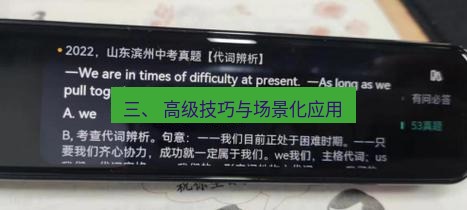 • 2022，山东滨州中考真题【代词辨析】
—We are in times of difficulty at present. —As long as we
pull
三、 高级技巧与场景化应用
A. we
有问必答
53真题
B, 考查代词辨析。句意：一一我们目前正处于困难时期。一一只
要我们齐心协力，成功就一定属于我们。we我们，主格代词；us